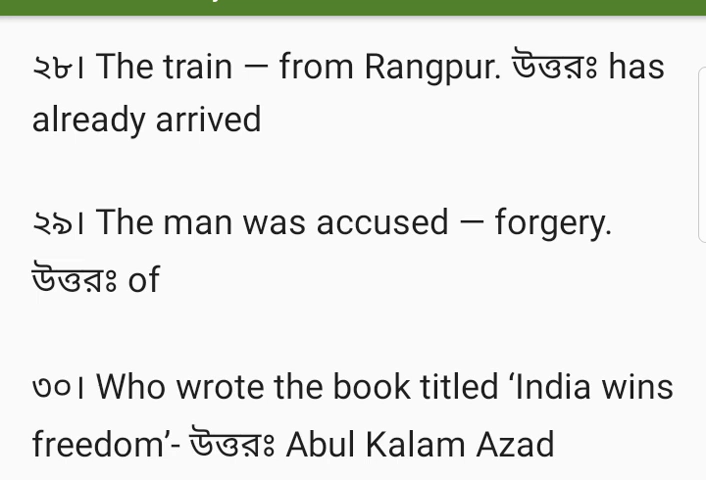 ২৮। The train – from Rangpur. উত্তরঃ has
already arrived
২৯। The man was accused – forgery.
উত্তরঃ of
৩০। Who wrote the book titled ‘India wins
freedom’- উত্তরঃ Abul Kalam Azad